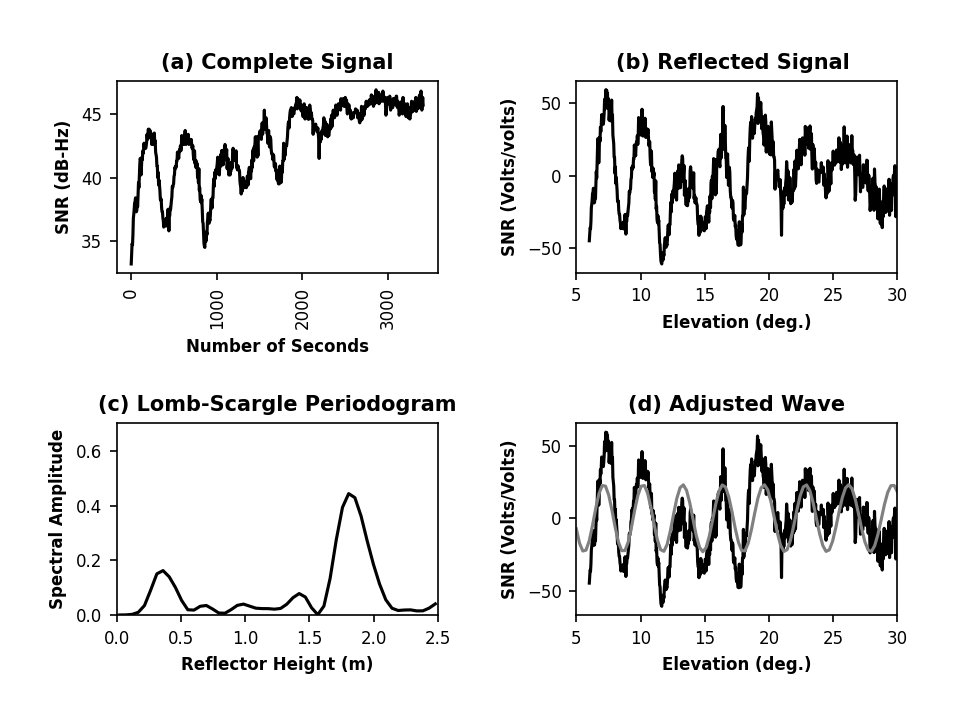 (a) Complete Signal
SNR (dB-Hz)
45
40
35
0
1000
2000
3000
Number of Seconds
(b) Reflected Signal
SNR (Volts/volts)
50
0
−50
5 10 15 20 25 30
Elevation (deg.)
(c) Lomb-Scargle Periodogram
Spectral Amplitude
0.6
0.4
0.2
0.0
0.0 0.5 1.0 1.5 2.0 2.5
Reflector Height (m)
(d) Adjusted Wave
SNR (Volts/Volts)
50
0
−50
5 10 15 20 25 30
Elevation (deg.)